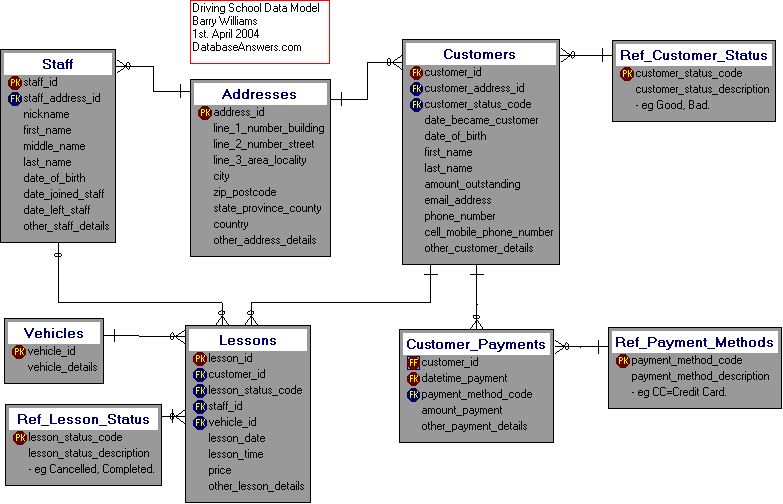 Driving School Data Model
Barry Williams
1st. April 2004
DatabaseAnswers.com
Staff
PK staff_id
FK staff_address_id
nickname
first_name
middle_name
last_name
date_of_birth
date_joined_staff
date_left_staff
other_staff_details
Addresses
PK address_id
line_1_number_building
line_2_number_street
line_3_area_locality
city
zip_postcode
state_province_county
country
other_address_details
Customers
FK customer_id
FK customer_address_id
FK customer_status_code
date_became_customer
date_of_birth
first_name
last_name
amount_outstanding
email_address
phone_number
cell_mobile_phone_number
other_customer_details
Ref_Customer_Status
PK customer_status_code
customer_status_description
- eg Good, Bad.
Vehicles
PK vehicle_id
vehicle_details
Ref_Lesson_Status
PK lesson_status_code
lesson_status_description
- eg Cancelled, Completed.
Lessons
PK lesson_id
FK customer_id
FK lesson_status_code
FK staff_id
FK vehicle_id
lesson_date
lesson_time
price
other_lesson_details
Customer_Payments
FF customer_id
FK datetime_payment
FK payment_method_code
amount_payment
other_payment_details
Ref_Payment_Methods
PK payment_method_code
payment_method_description
- eg CC=Credit Card.